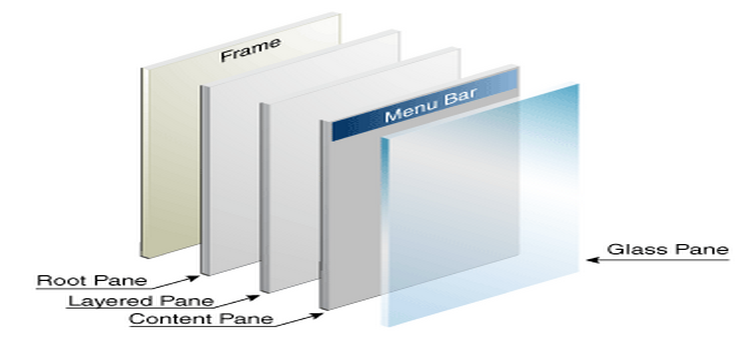 Frame
Menu Bar
Glass Pane
Root Pane
Layered Pane
Content Pane